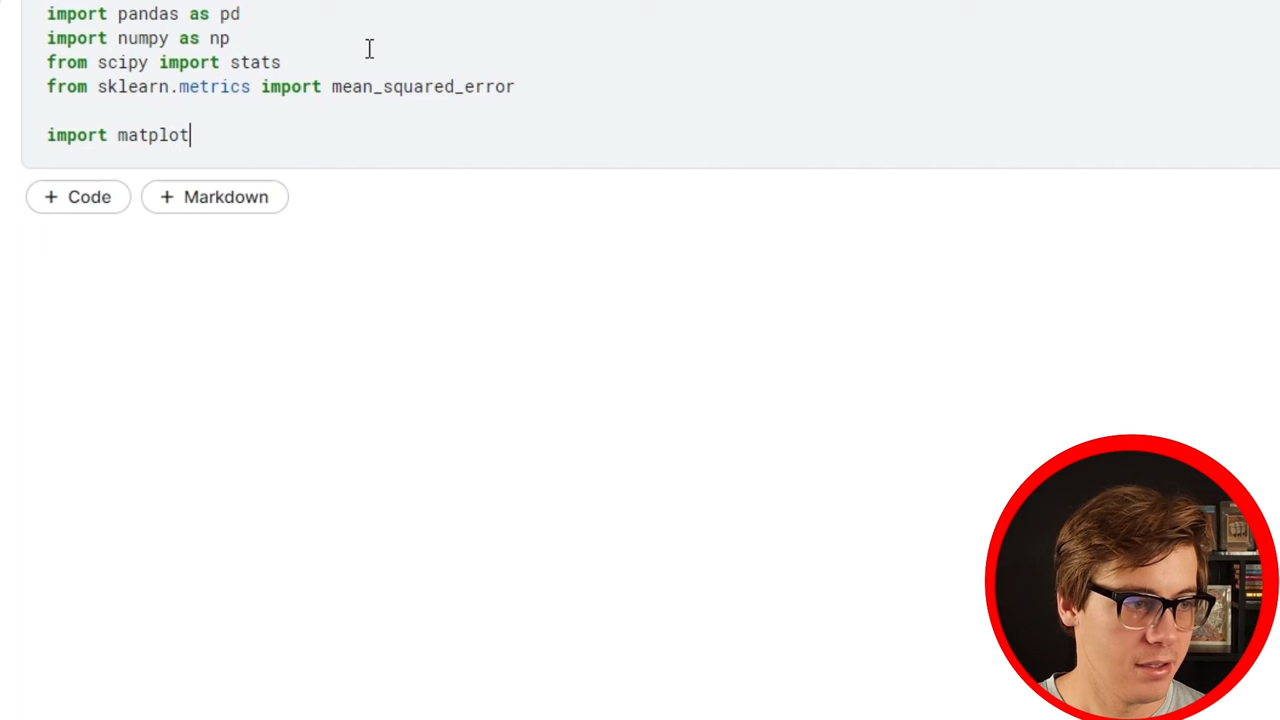 import pandas as pd
import numpy as np
from scipy import stats
from sklearn.metrics import mean_squared_error
import matplot
+ Code + Markdown